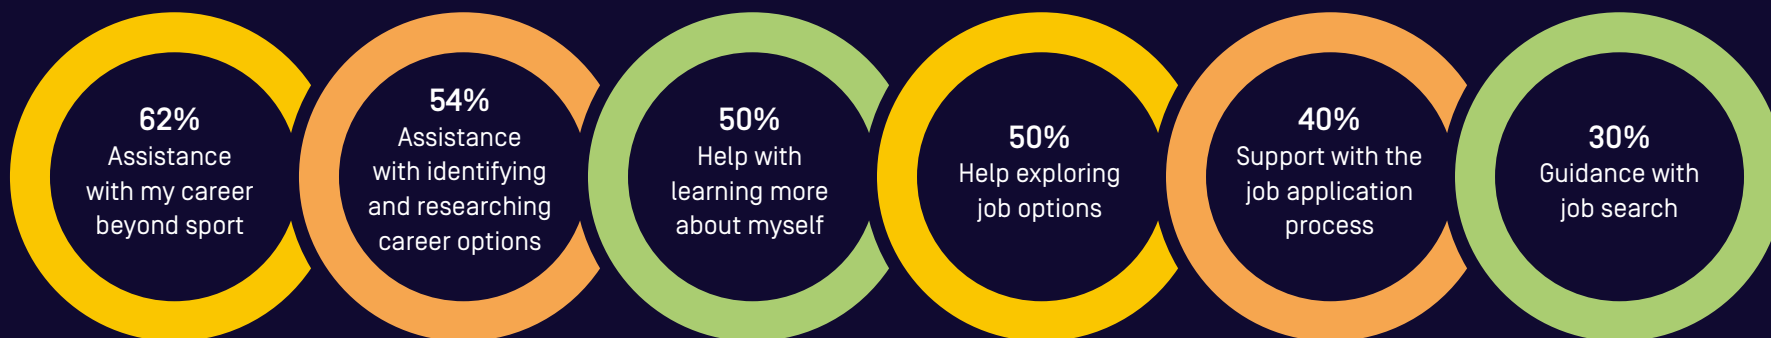 62%
Assistance
with my career
beyond sport
54%
Assistance
with identifying
and researching
career options
50%
Help with
learning more
about myself
50%
Help exploring
job options
40%
Support with the
job application
process
30%
Guidance with
job search